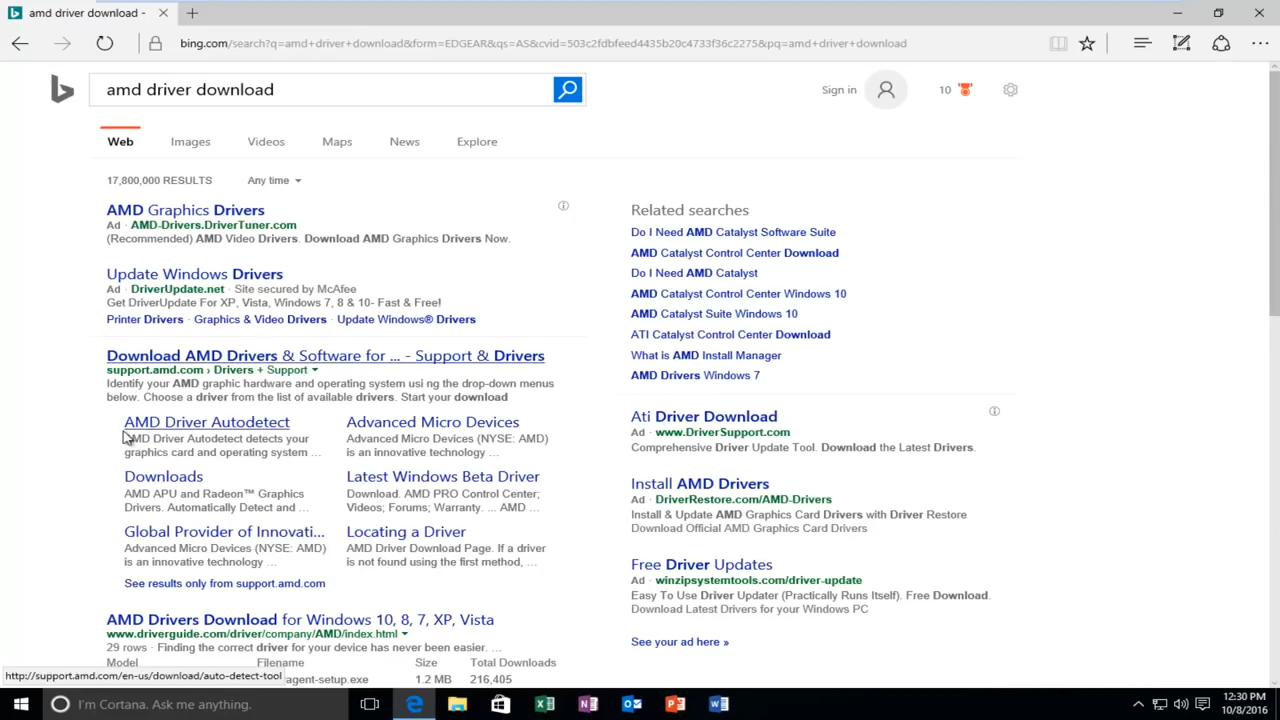 amd driver download -
bing.com/search?q=amd+driver+download&form=EDGEAR&qs=AS&cvid=503c2fdbfeed4435b20c4733f36c2275&pq=amd+driver+download
amd driver download
Sign in
10
Web
Images
Videos
Maps
News
Explore
17,800,000 RESULTS
Any time
AMD Graphics Drivers
Ad · AMD-Drivers.DriverTuner.com
(Recommended) AMD Video Drivers. Download AMD Graphics Drivers Now.
Update Windows Drivers
Ad · DriverUpdate.net · Site secured by McAfee
Get DriverUpdate For XP, Vista, Windows 7, 8 & 10- Fast & Free!
Printer Drivers · Graphics & Video Drivers · Update Windows® Drivers
Download AMD Drivers & Software for ... - Support & Drivers
support.amd.com › Drivers + Support
Identify your AMD graphic hardware and operating system using the drop-down menus
below. Choose a driver from the list of available drivers. Start your download
AMD Driver Autodetect
AMD Driver Autodetect detects your
graphics card and operating system ...
Advanced Micro Devices
Advanced Micro Devices (NYSE: AMD)
is an innovative technology ...
Downloads
AMD APU and Radeon™ Graphics
Drivers. Automatically Detect and ...
Latest Windows Beta Driver
Download. AMD PRO Control Center;
Videos; Forums; Warranty. ... AMD ...
Global Provider of Innovati...
Advanced Micro Devices (NYSE: AMD)
is an innovative technology ...
Locating a Driver
AMD Driver Download Page. If a driver
is not found using the first method, ...
See results only from support.amd.com
AMD Drivers Download for Windows 10, 8, 7, XP, Vista
www.driverguide.com/driver/company/AMD/index.html
29 rows · Finding the correct driver for your device has never been easier. ...
Model Filename Size Total Downloads
agent-setup.exe 1.2 MB 216,405
Related searches
Do I Need AMD Catalyst Software Suite
AMD Catalyst Control Center Download
Do I Need AMD Catalyst
AMD Catalyst Control Center Windows 10
AMD Catalyst Suite Windows 10
ATI Catalyst Control Center Download
What is AMD Install Manager
AMD Drivers Windows 7
Ati Driver Download
Ad · www.DriverSupport.com
Comprehensive Driver Update Tool. Download the Latest Drivers.
Install AMD Drivers
Ad · DriverRestore.com/AMD-Drivers
Install & Update AMD Graphics Card Drivers with Driver Restore
Download Official AMD Graphics Card Drivers
Free Driver Updates
Ad · winzipsystemtools.com/driver-update
Easy To Use Driver Updater (Practically Runs Itself). Free Download.
Download Latest Drivers for your Windows PC
See your ad here »
http://support.amd.com/en-us/download/auto-detect-tool
I'm Cortana. Ask me anything.
12:30 PM
10/8/2016